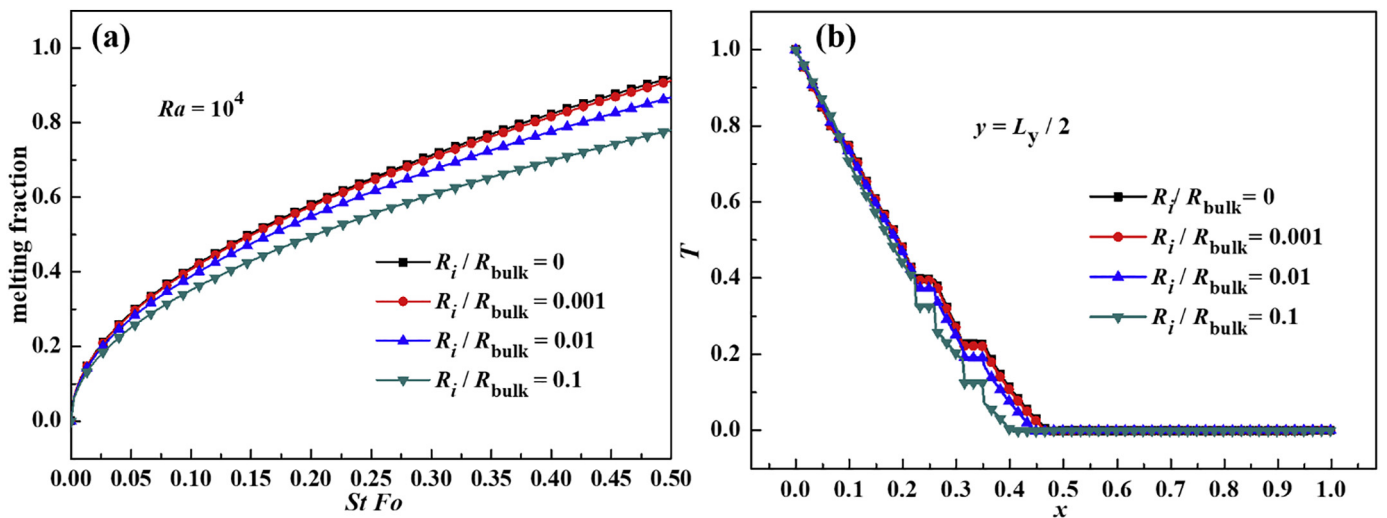 (a)
Ra = 10⁴
melting fraction
1.0
0.8
0.6
0.4
0.2
0.0
R_i / R_bulk = 0
R_i / R_bulk = 0.001
R_i / R_bulk = 0.01
R_i / R_bulk = 0.1
0.00 0.05 0.10 0.15 0.20 0.25 0.30 0.35 0.40 0.45 0.50
St Fo
(b)
y = L_y / 2
T
1.0
0.8
0.6
0.4
0.2
0.0
R_i / R_bulk = 0
R_i / R_bulk = 0.001
R_i / R_bulk = 0.01
R_i / R_bulk = 0.1
0.0 0.1 0.2 0.3 0.4 0.5 0.6 0.7 0.8 0.9 1.0
x